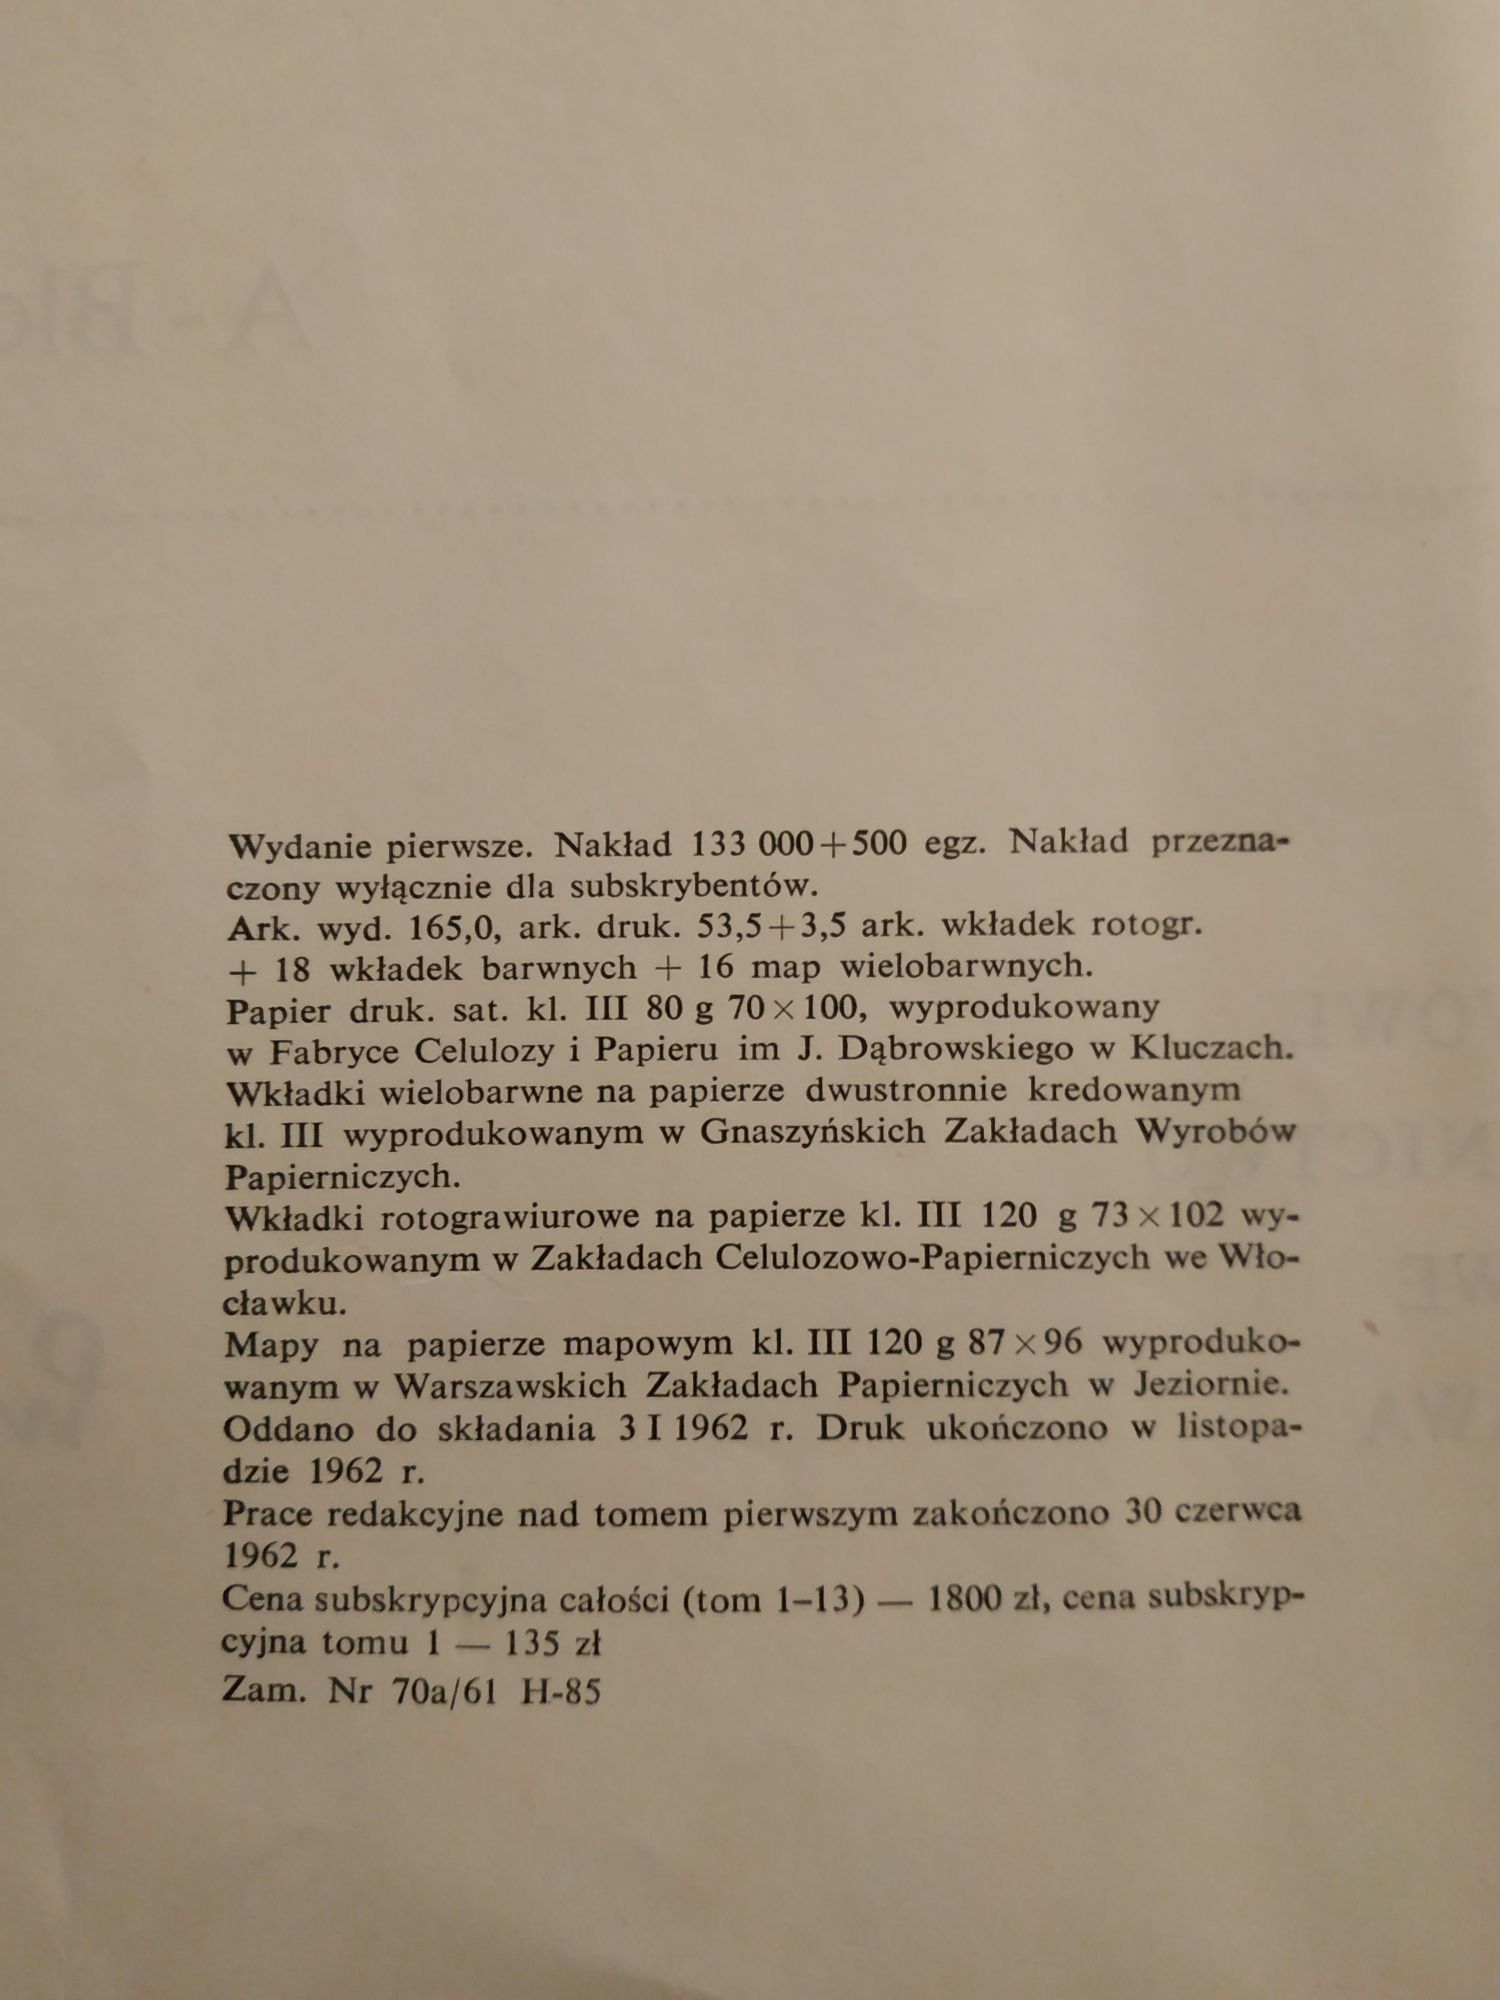 Wydanie pierwsze. Nakład 133 000+500 egz. Nakład przezna-
czony wyłącznie dla subskrybentów.
Ark. wyd. 165,0, ark. druk. 53,5+3,5 ark. wkładek rotogr.
+ 18 wkładek barwnych + 16 map wielobarwnych.
Papier druk. sat. kl. III 80 g 70×100, wyprodukowany
w Fabryce Celulozy i Papieru im J. Dąbrowskiego w Kluczach.
Wkładki wielobarwne na papierze dwustronnie kredowanym
kl. III wyprodukowanym w Gnaszyńskich Zakładach Wyrobów
Papierniczych.
Wkładki rotograwiurowe na papierze kl. III 120 g 73×102 wy-
produkowanym w Zakładach Celulozowo-Papierniczych we Wło-
cławku.
Mapy na papierze mapowym kl. III 120 g 87×96 wyproduko-
wanym w Warszawskich Zakładach Papierniczych w Jeziornie.
Oddano do składania 3 I 1962 r. Druk ukończono w listopa-
dzie 1962 r.
Prace redakcyjne nad tomem pierwszym zakończono 30 czerwca
1962 r.
Cena subskrypcyjna całości (tom 1–13) — 1800 zł, cena subskryp-
cyjna tomu 1 — 135 zł
Zam. Nr 70a/61 H-85